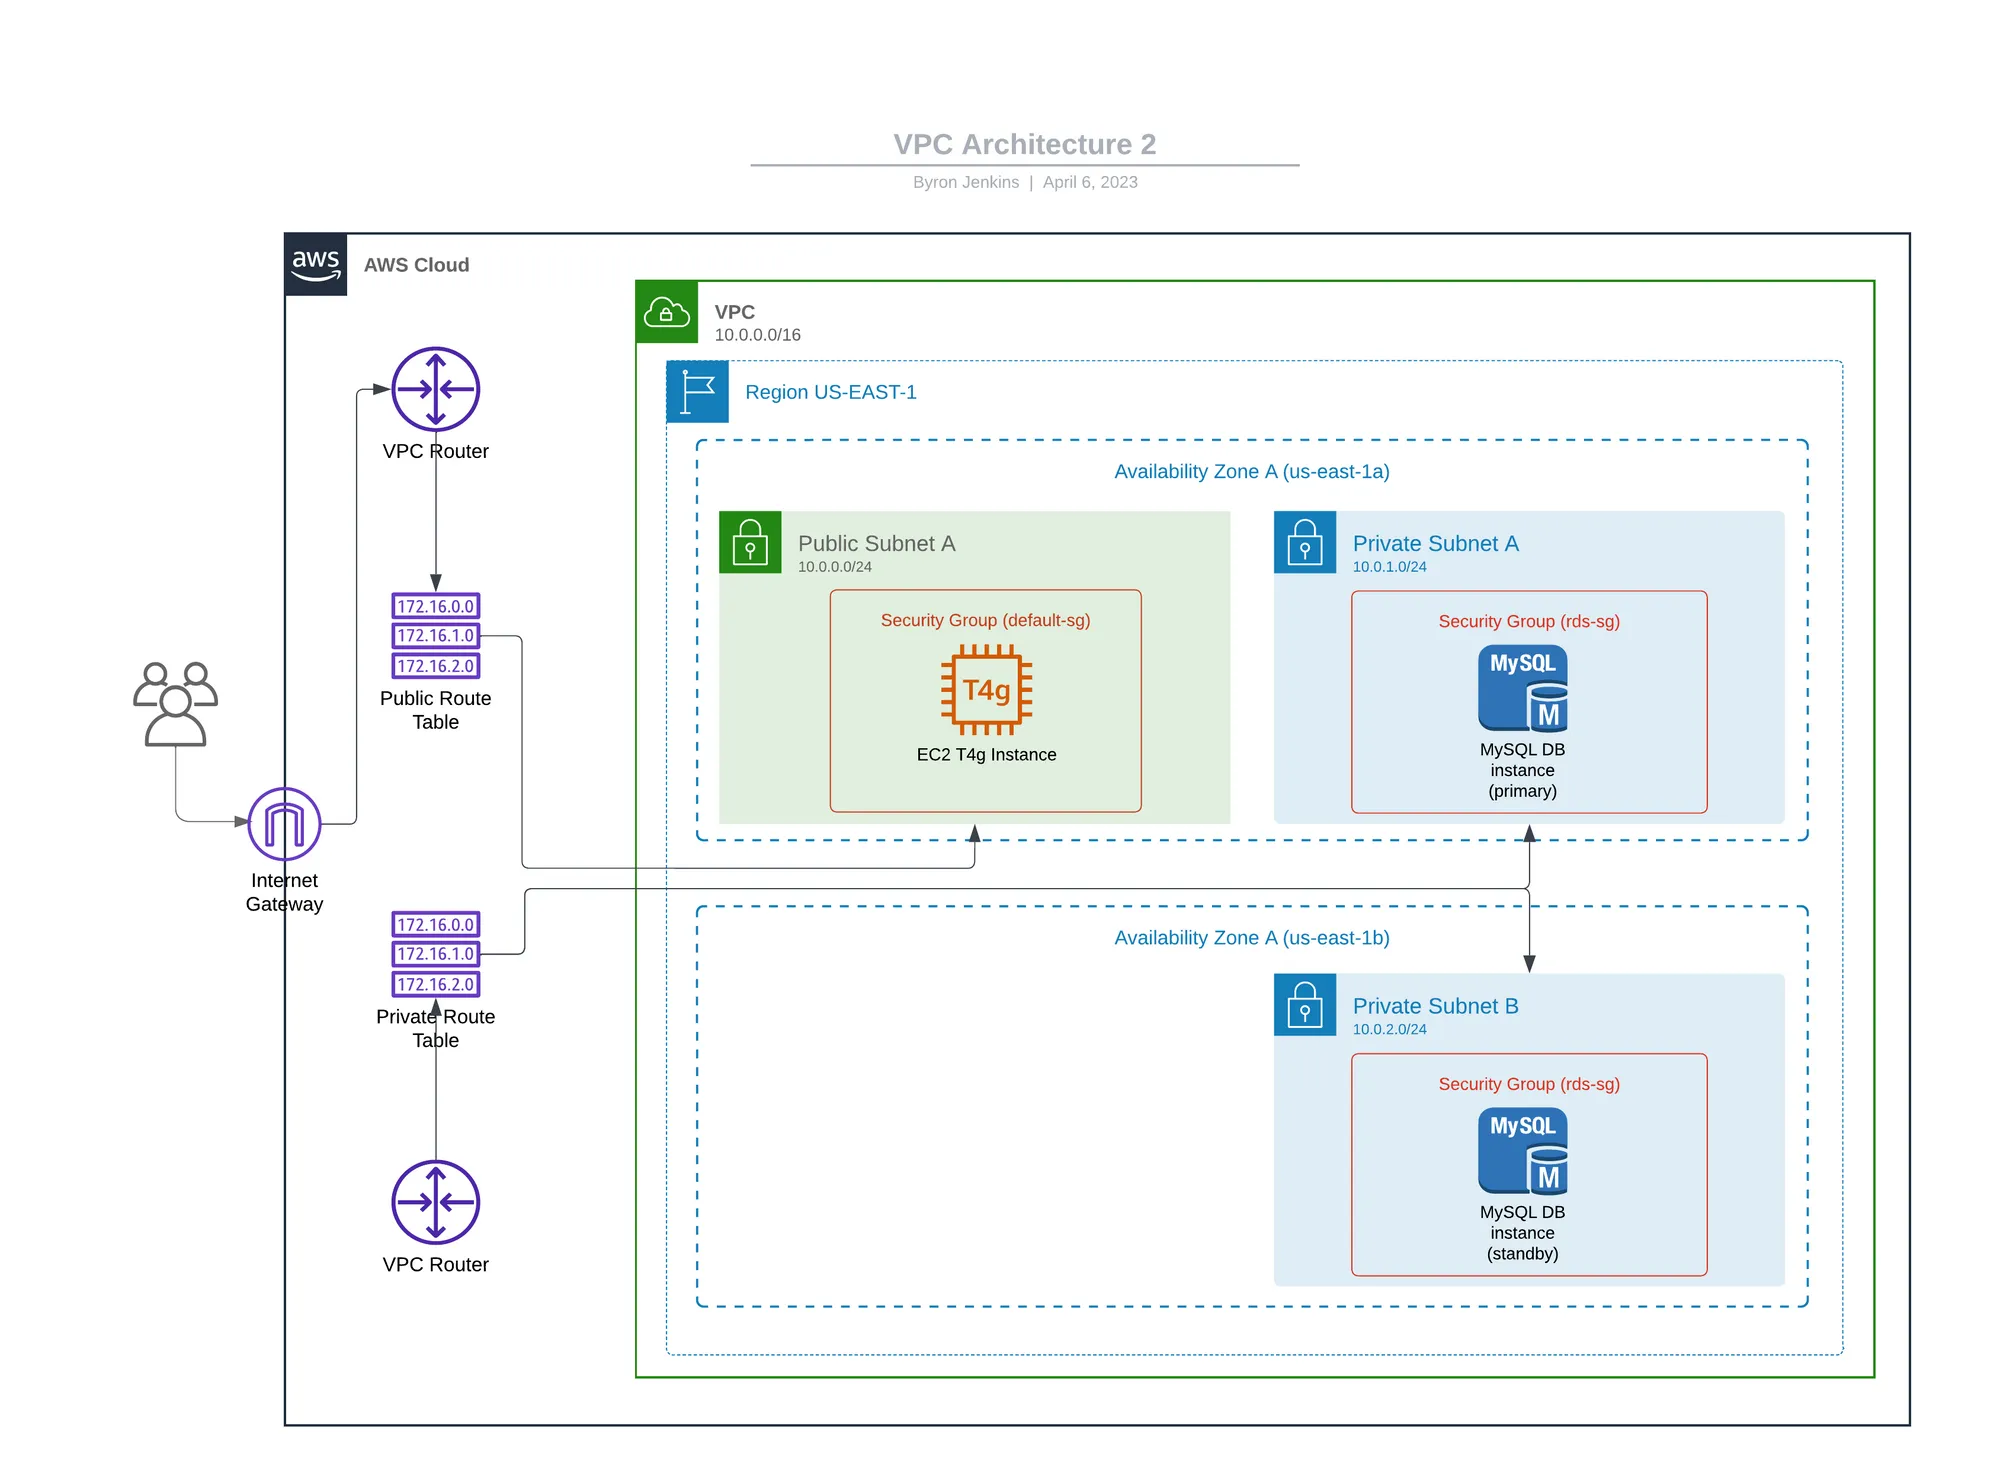 VPC Architecture 2
Byron Jenkins | April 6, 2023
aws
AWS Cloud
VPC
10.0.0.0/16
Region US-EAST-1
VPC Router
Availability Zone A (us-east-1a)
Public Subnet A
10.0.0.0/24
Security Group (default-sg)
T4g
EC2 T4g Instance
Private Subnet A
10.0.1.0/24
Security Group (rds-sg)
MySQL
M
MySQL DB
instance
(primary)
172.16.0.0
172.16.1.0
172.16.2.0
Public Route
Table
Internet
Gateway
172.16.0.0
172.16.1.0
172.16.2.0
Private Route
Table
VPC Router
Availability Zone A (us-east-1b)
Private Subnet B
10.0.2.0/24
Security Group (rds-sg)
MySQL
M
MySQL DB
instance
(standby)